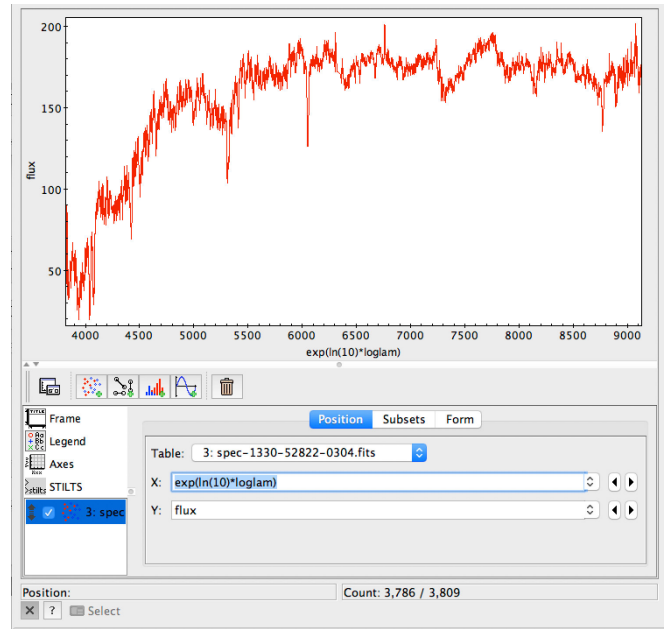 200
150
100
50
flux
4000 4500 5000 5500 6000 6500 7000 7500 8000 8500 9000
exp(ln(10)*loglam)
TITLE Frame
Legend
Axes
stilts STILTS
3: spec
Position Subsets Form
Table: 3: spec-1330-52822-0304.fits
X: exp(ln(10)*loglam)
Y: flux
Position: Count: 3,786 / 3,809
? Select